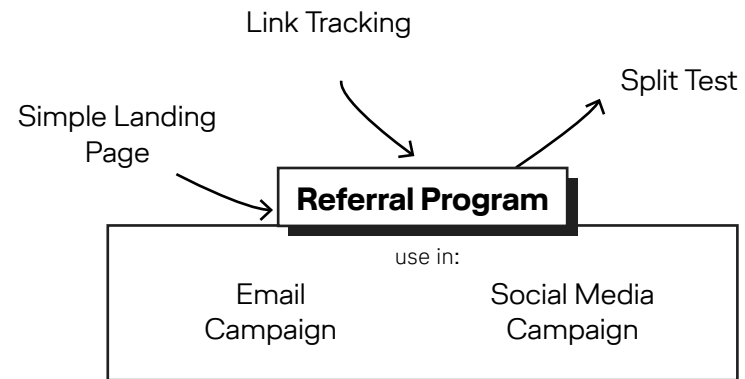 Link Tracking
Split Test
Simple Landing
Page
Referral Program
use in:
Email
Campaign
Social Media
Campaign